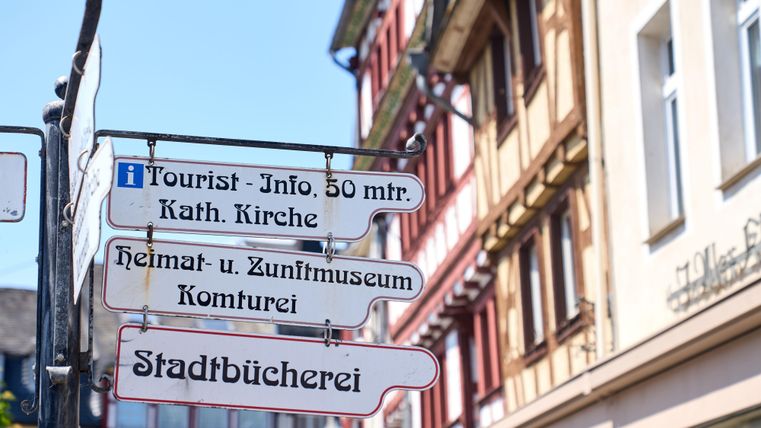 i Tourist - Info, 50 mtr.
Kath. Kirche
Heimat- u. Zunftmuseum
Komturei
Stadtbücherei